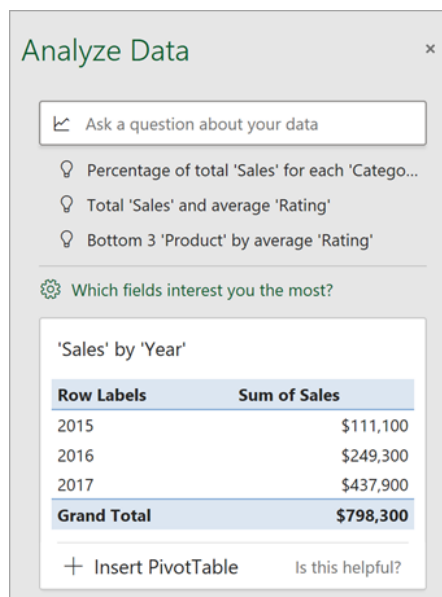 Analyze Data
Ask a question about your data
Percentage of total 'Sales' for each 'Catego...
Total 'Sales' and average 'Rating'
Bottom 3 'Product' by average 'Rating'
Which fields interest you the most?
'Sales' by 'Year'
Row Labels Sum of Sales
2015 $111,100
2016 $249,300
2017 $437,900
Grand Total $798,300
Insert PivotTable Is this helpful?